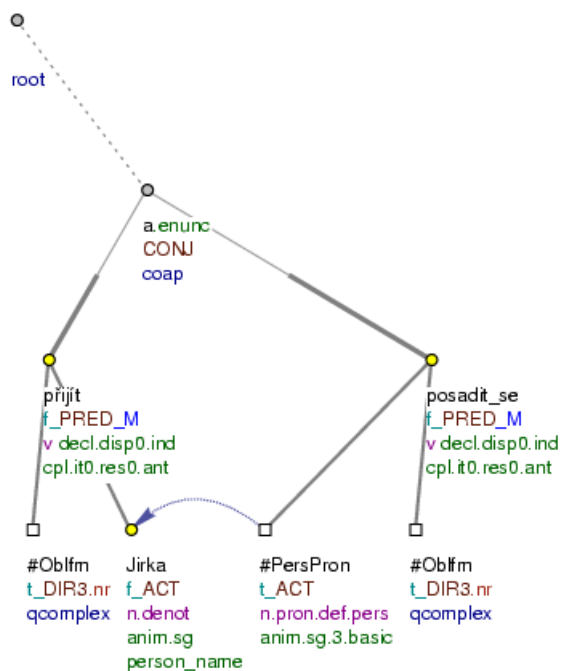 root
a.enunc
CONJ
coap
přijít
f_PRED_M
v decl.disp0.ind
cpl.it0.res0.ant
posadit_se
f_PRED_M
v decl.disp0.ind
cpl.it0.res0.ant
#Oblfm
t_DIR3.nr
qcomplex
Jirka
f_ACT
n.denot
anim.sg
person_name
#PersPron
t_ACT
n.pron.def.pers
anim.sg.3.basic
#Oblfm
t_DIR3.nr
qcomplex